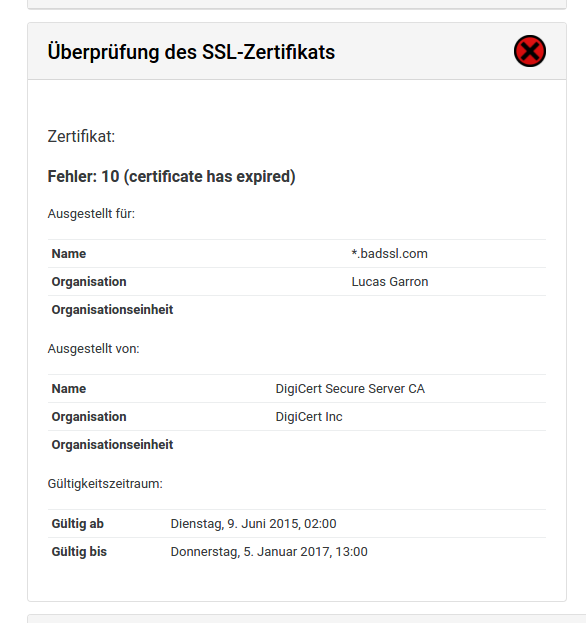 Überprüfung des SSL-Zertifikats
Zertifikat:
Fehler: 10 (certificate has expired)
Ausgestellt für:
Name *.badssl.com
Organisation Lucas Garron
Organisationseinheit
Ausgestellt von:
Name DigiCert Secure Server CA
Organisation DigiCert Inc
Organisationseinheit
Gültigkeitszeitraum:
Gültig ab Dienstag, 9. Juni 2015, 02:00
Gültig bis Donnerstag, 5. Januar 2017, 13:00